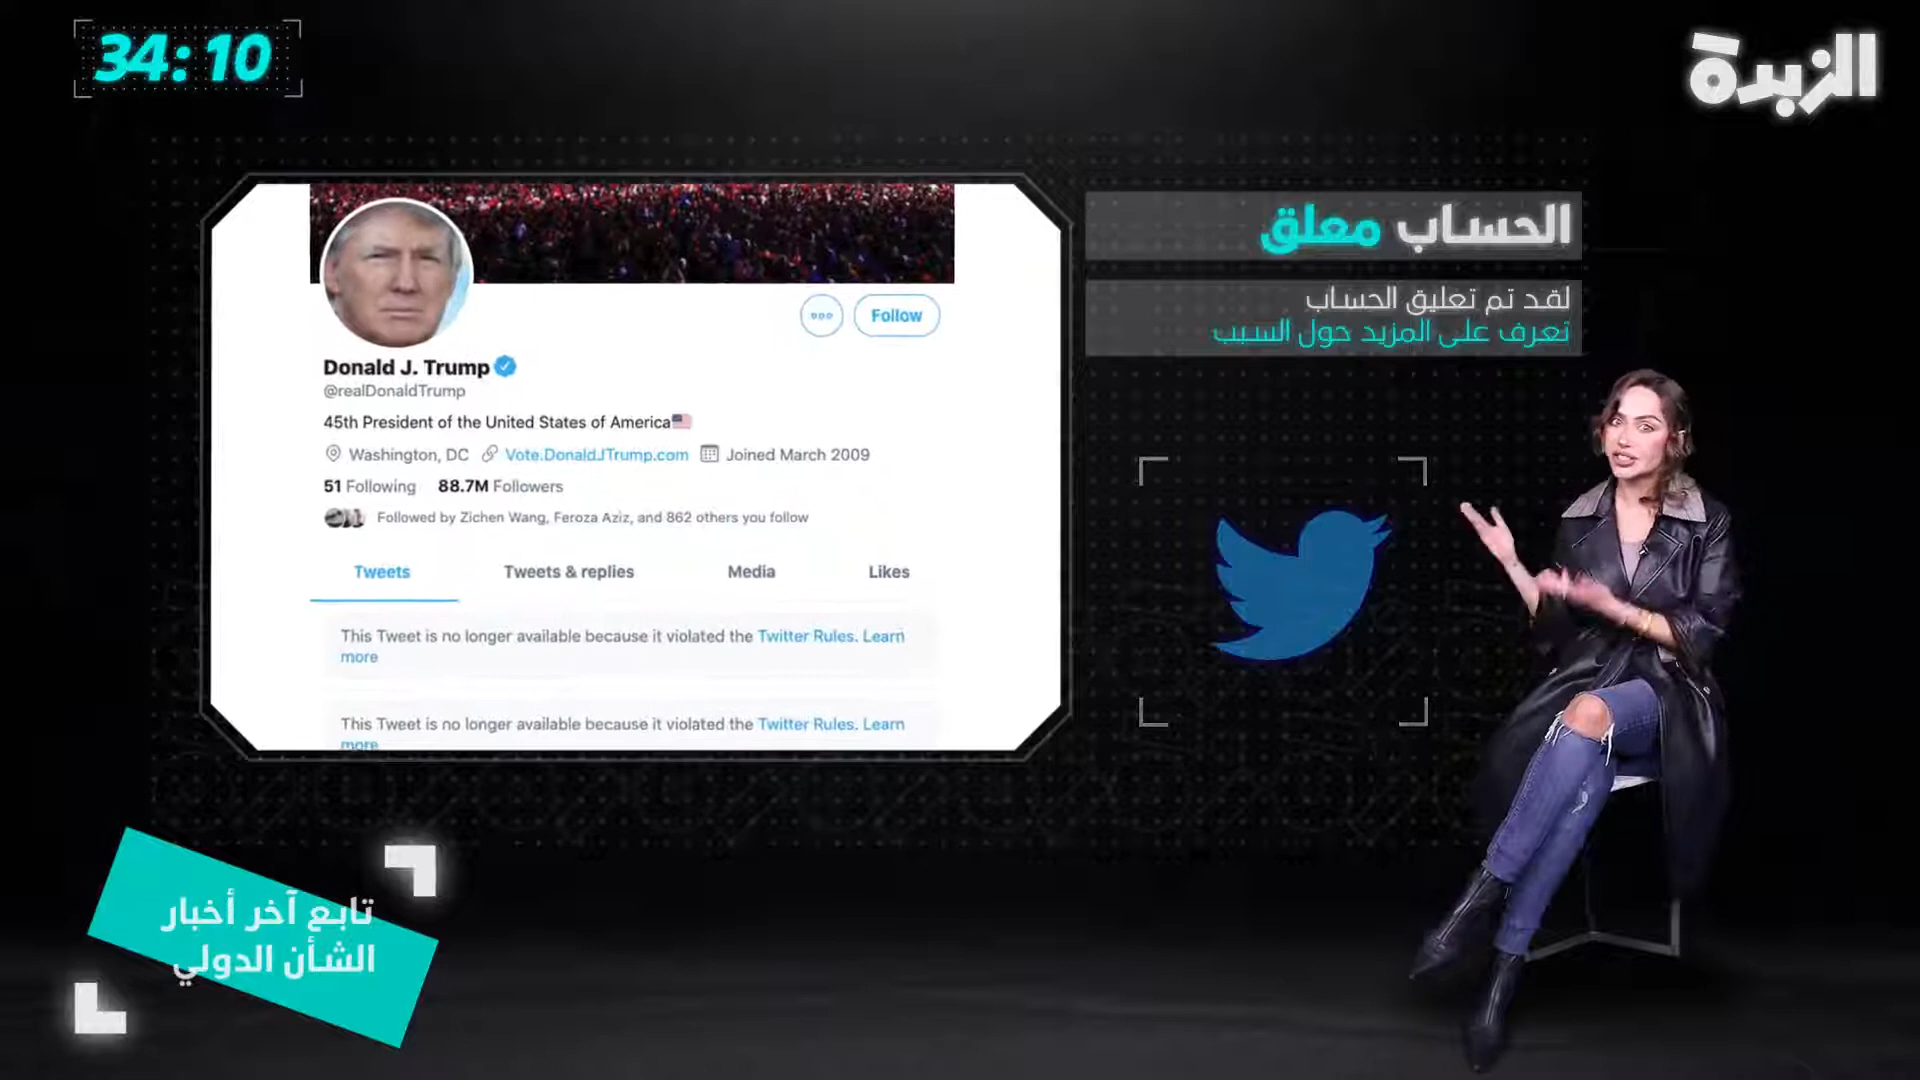 34:10
الزبدة
الحساب معلق
لقد تم تعليق الحساب
تعرف على المزيد حول السبب
Follow
Donald J. Trump
@realDonaldTrump
45th President of the United States of America
Washington, DC Vote.DonaldJTrump.com Joined March 2009
51 Following 88.7M Followers
Followed by Zichen Wang, Feroza Aziz, and 862 others you follow
Tweets Tweets & replies Media Likes
This Tweet is no longer available because it violated the Twitter Rules. Learn
more
This Tweet is no longer available because it violated the Twitter Rules. Learn
more
تابع آخر أخبار
الشأن الدولي